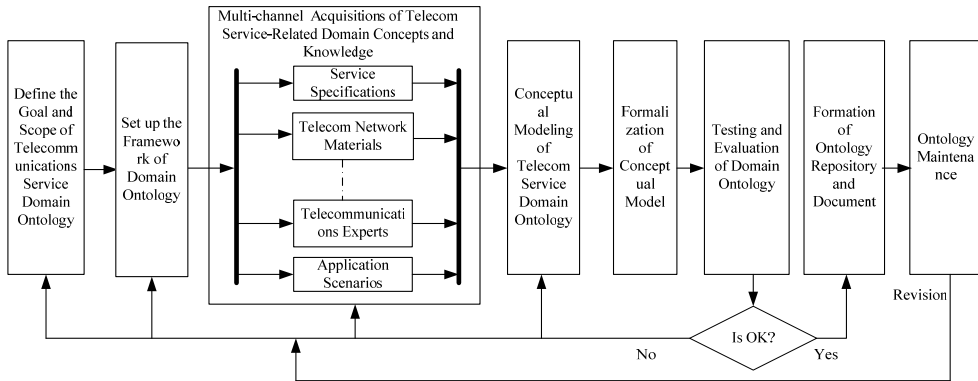 Define the
Goal and
Scope of
Telecomm
unications
Service
Domain
Ontology
Set up the
Framewo
rk of
Domain
Ontology
Multi-channel Acquisitions of Telecom
Service-Related Domain Concepts and
Knowledge
Service
Specifications
Telecom Network
Materials
Telecommunicati
ons Experts
Application
Scenarios
Conceptu
al
Modeling
of
Telecom
Service
Domain
Ontology
Formali
zation
of
Concept
ual
Model
Testing and
Evaluation
of Domain
Ontology
Formation
of
Ontology
Repository
and
Document
Ontology
Maintena
nce
Revision
Is OK?
No
Yes